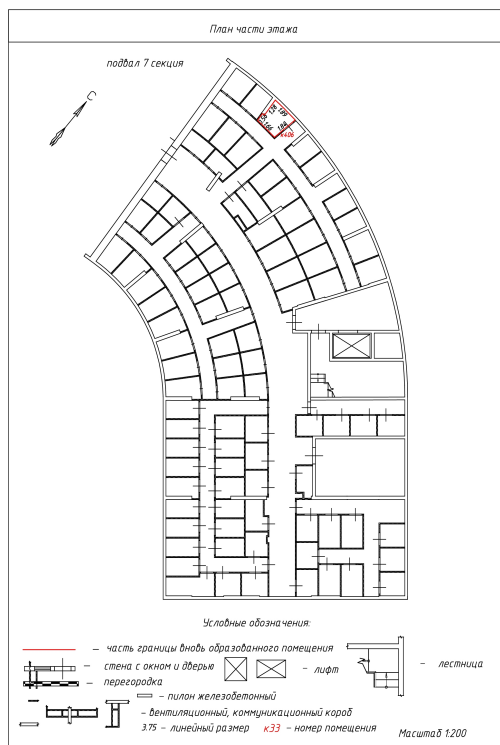 План части этажа
подвал 7 секция
С
к406
Условные обозначения:
– часть границы вновь образованного помещения
– стена с окном и дверью
– лифт
– лестница
– перегородка
– пилон железобетонный
– вентиляционный, коммуникационный короб
3.75 – линейный размер к33 – номер помещения
Масштаб 1:200